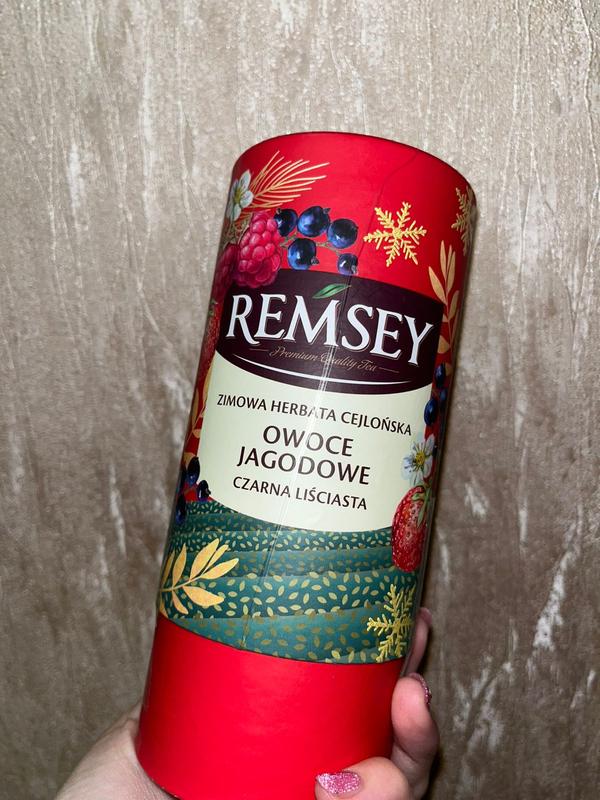 REMSEY
Premium Quality Tea
ZIMOWA HERBATA CEJLOŃSKA
OWOCE
JAGODOWE
CZARNA LIŚCIASTA